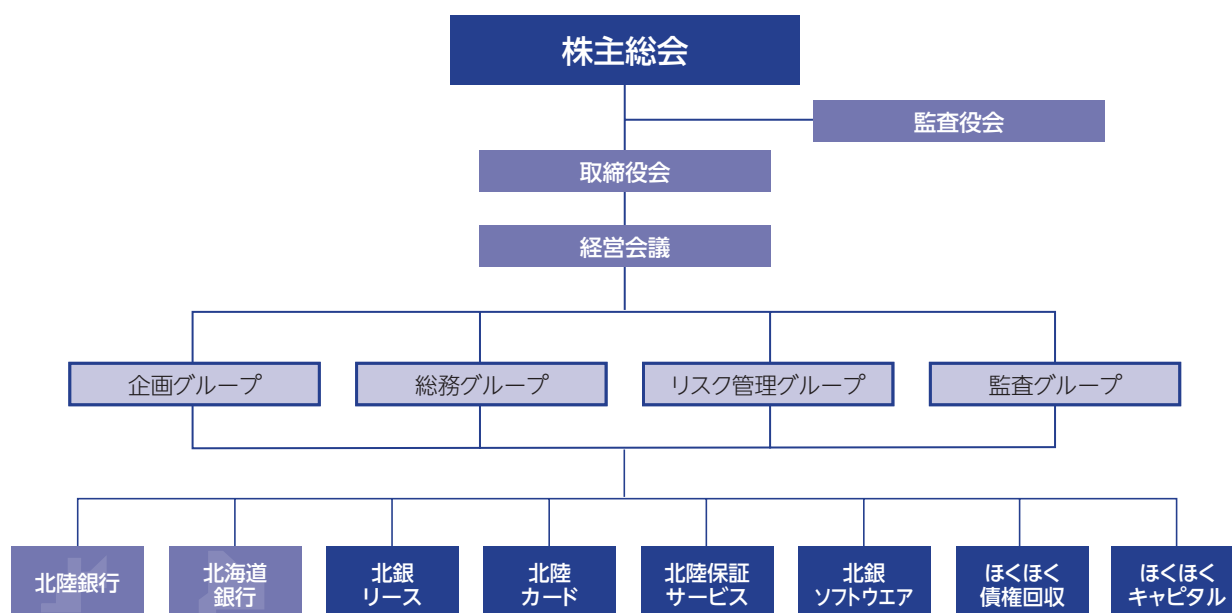 株主総会
監査役会
取締役会
経営会議
企画グループ
総務グループ
リスク管理グループ
監査グループ
北陸銀行
北海道
銀行
北銀
リース
北陸
カード
北陸保証
サービス
北銀
ソフトウエア
ほくほく
債権回収
ほくほく
キャピタル